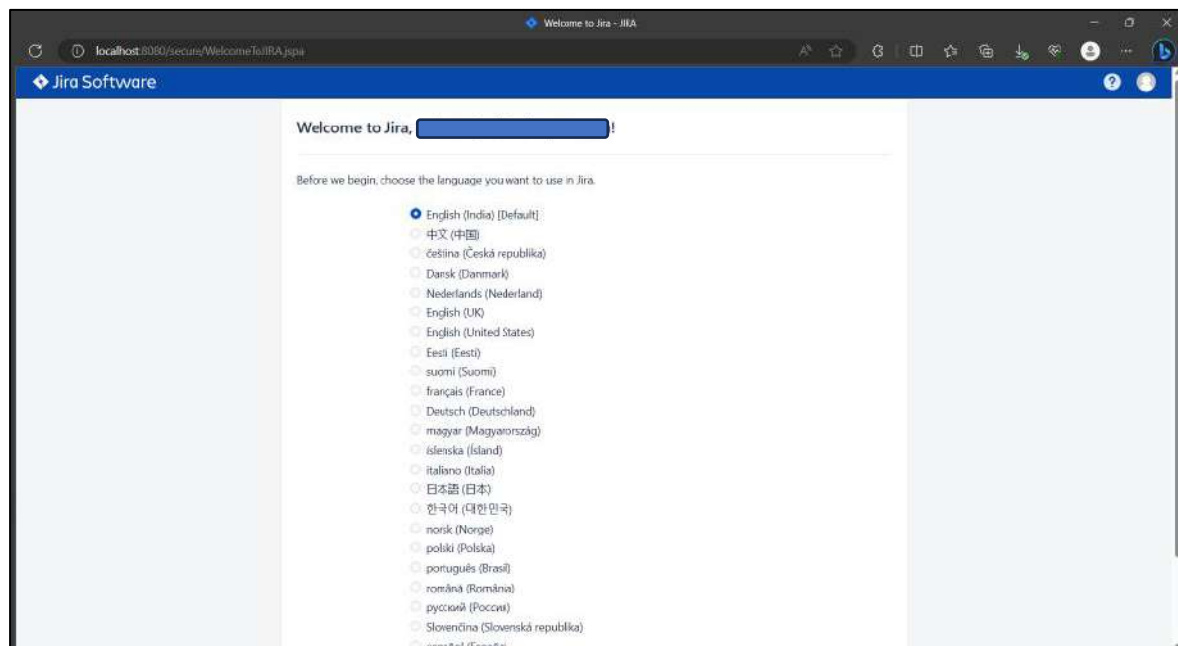 Welcome to Jira - JIRA
localhost:8080/secure/WelcomeToJIRA.jspa
Jira Software
Welcome to Jira, !
Before we begin, choose the language you want to use in Jira.
English (India) [Default]
中文 (中国)
čeština (Česká republika)
Dansk (Danmark)
Nederlands (Nederland)
English (UK)
English (United States)
Eesti (Eesti)
suomi (Suomi)
français (France)
Deutsch (Deutschland)
magyar (Magyarország)
íslenska (Ísland)
italiano (Italia)
日本語 (日本)
한국어 (대한민국)
norsk (Norge)
polski (Polska)
português (Brasil)
română (România)
русский (Россия)
Slovenčina (Slovenská republika)